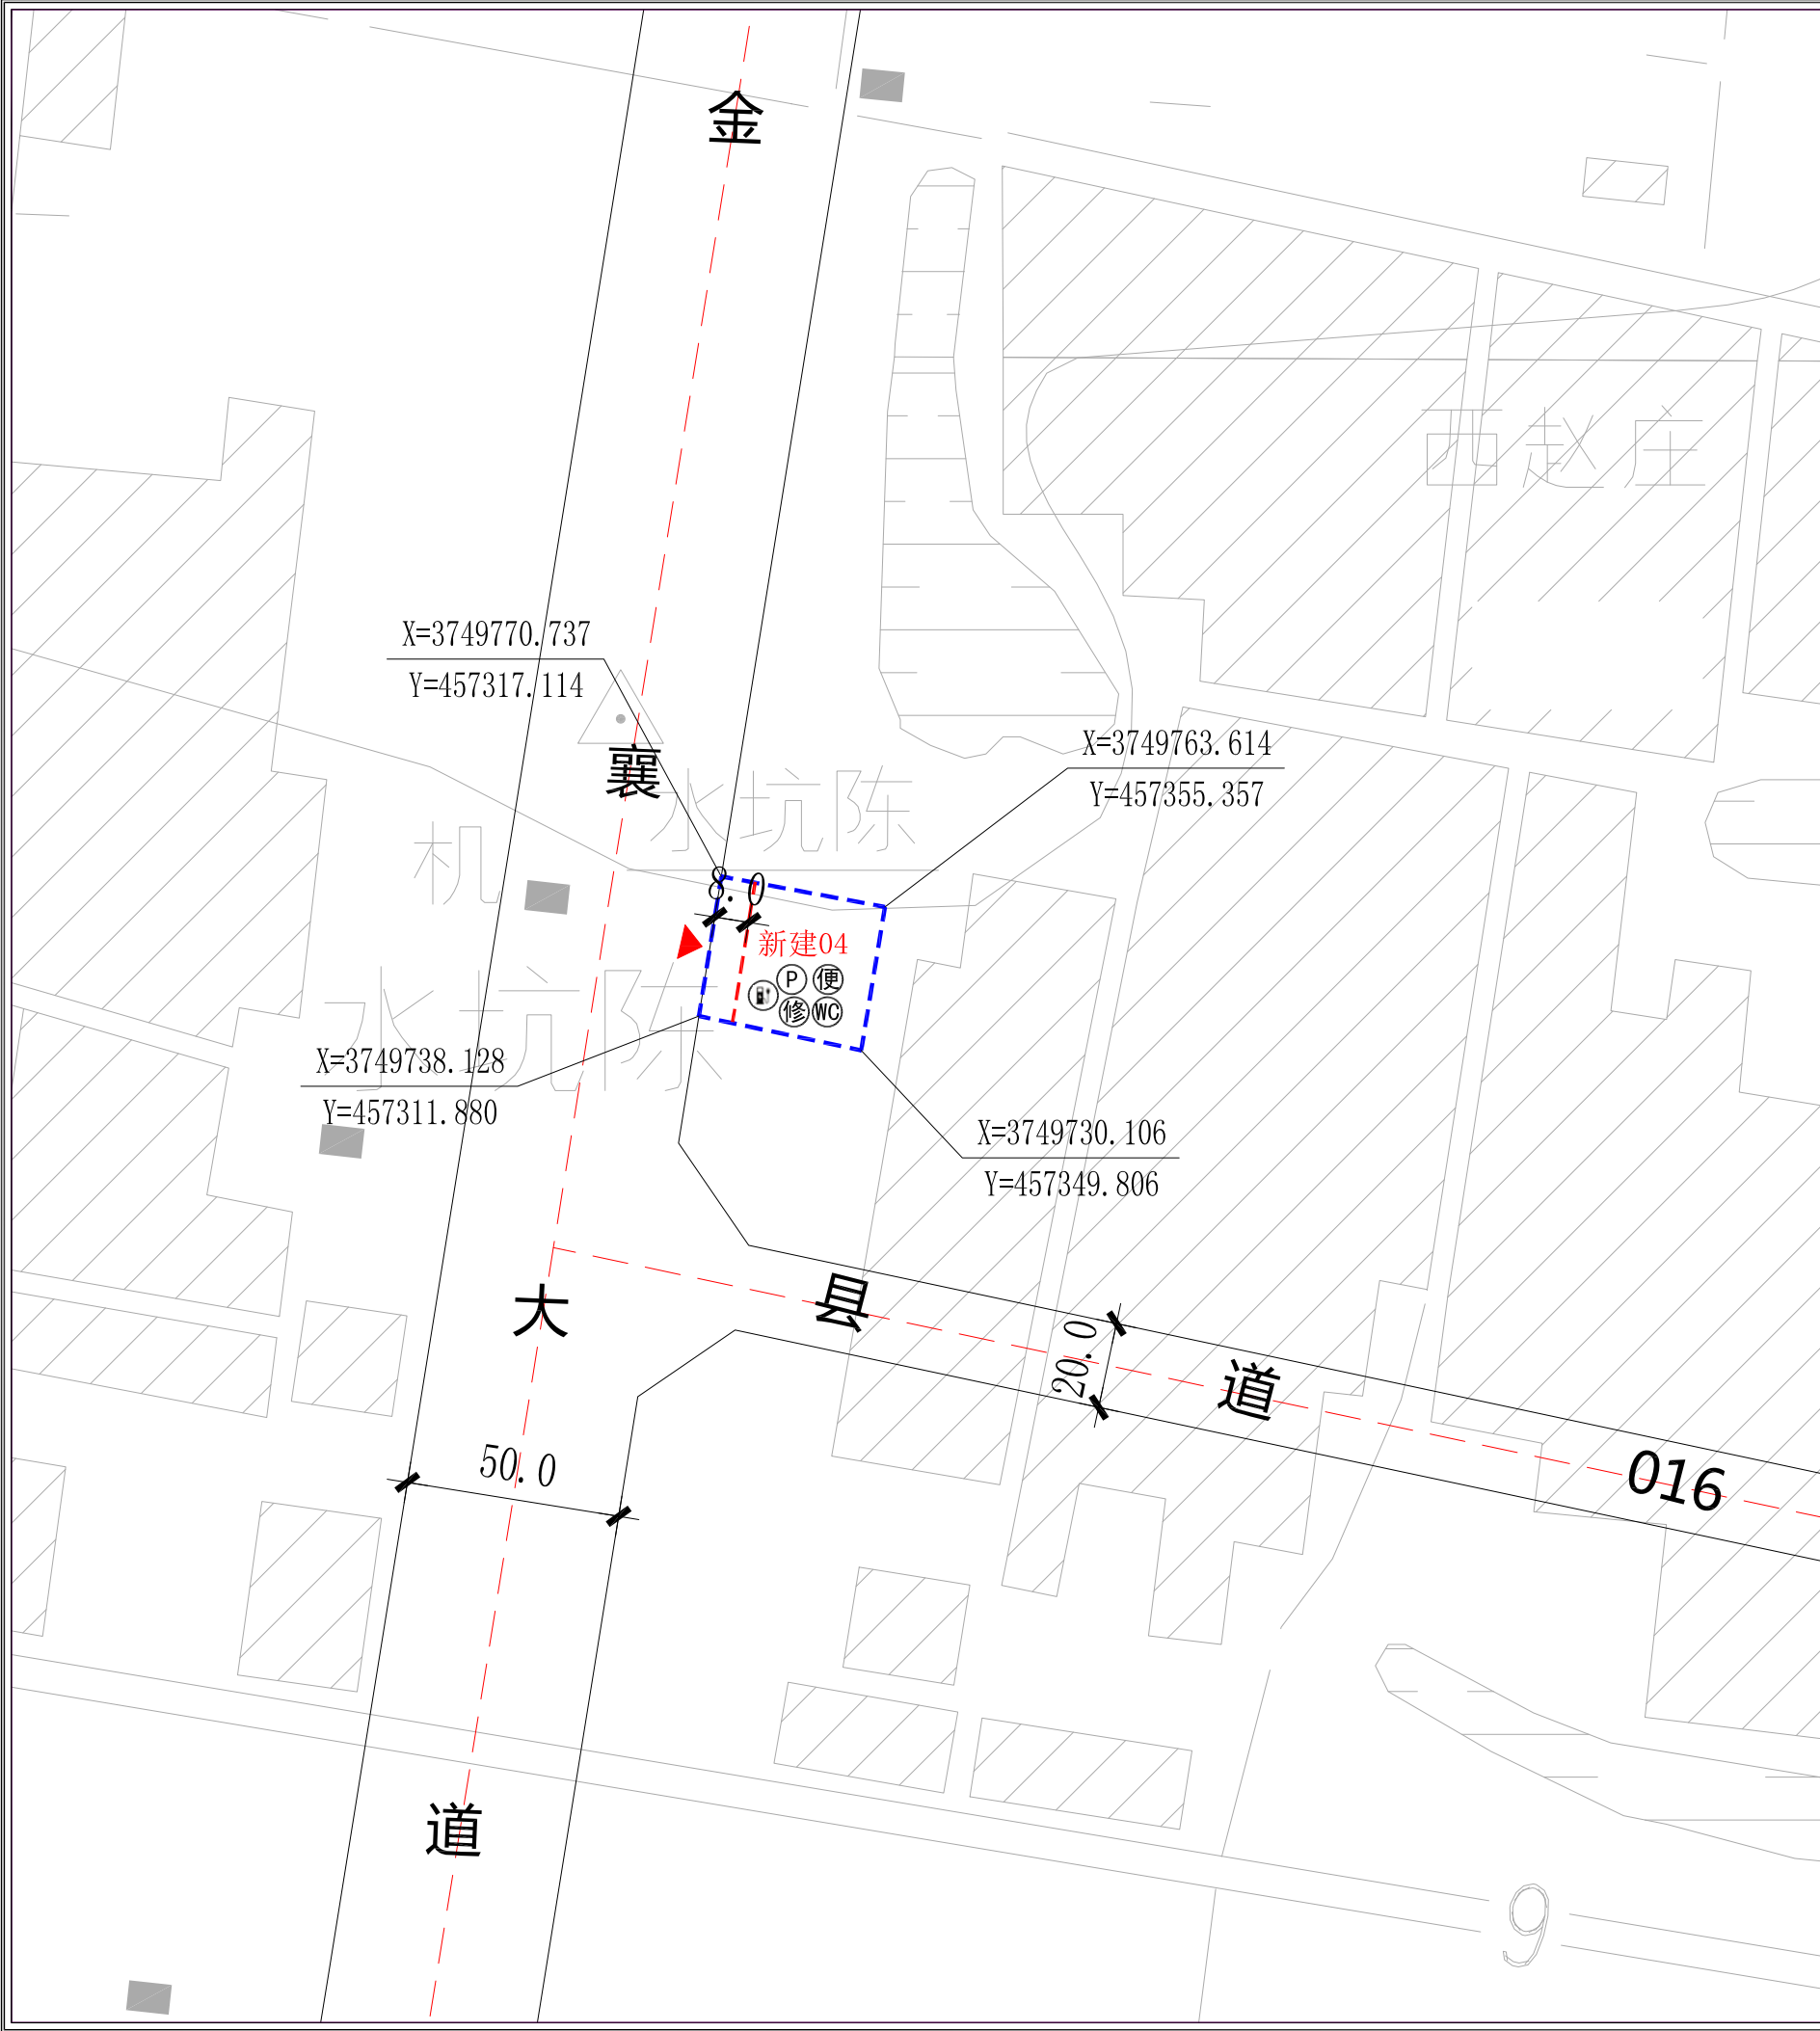 金
西赵庄
X=3749770.737
Y=457317.114
襄
X=3749763.614
Y=457355.357
水坑陈
机
8.0
新建04
P 便
修 WC
水坑陈
X=3749738.128
Y=457311.880
X=3749730.106
Y=457349.806
大
县
20.0
道
50.0
016
道
9